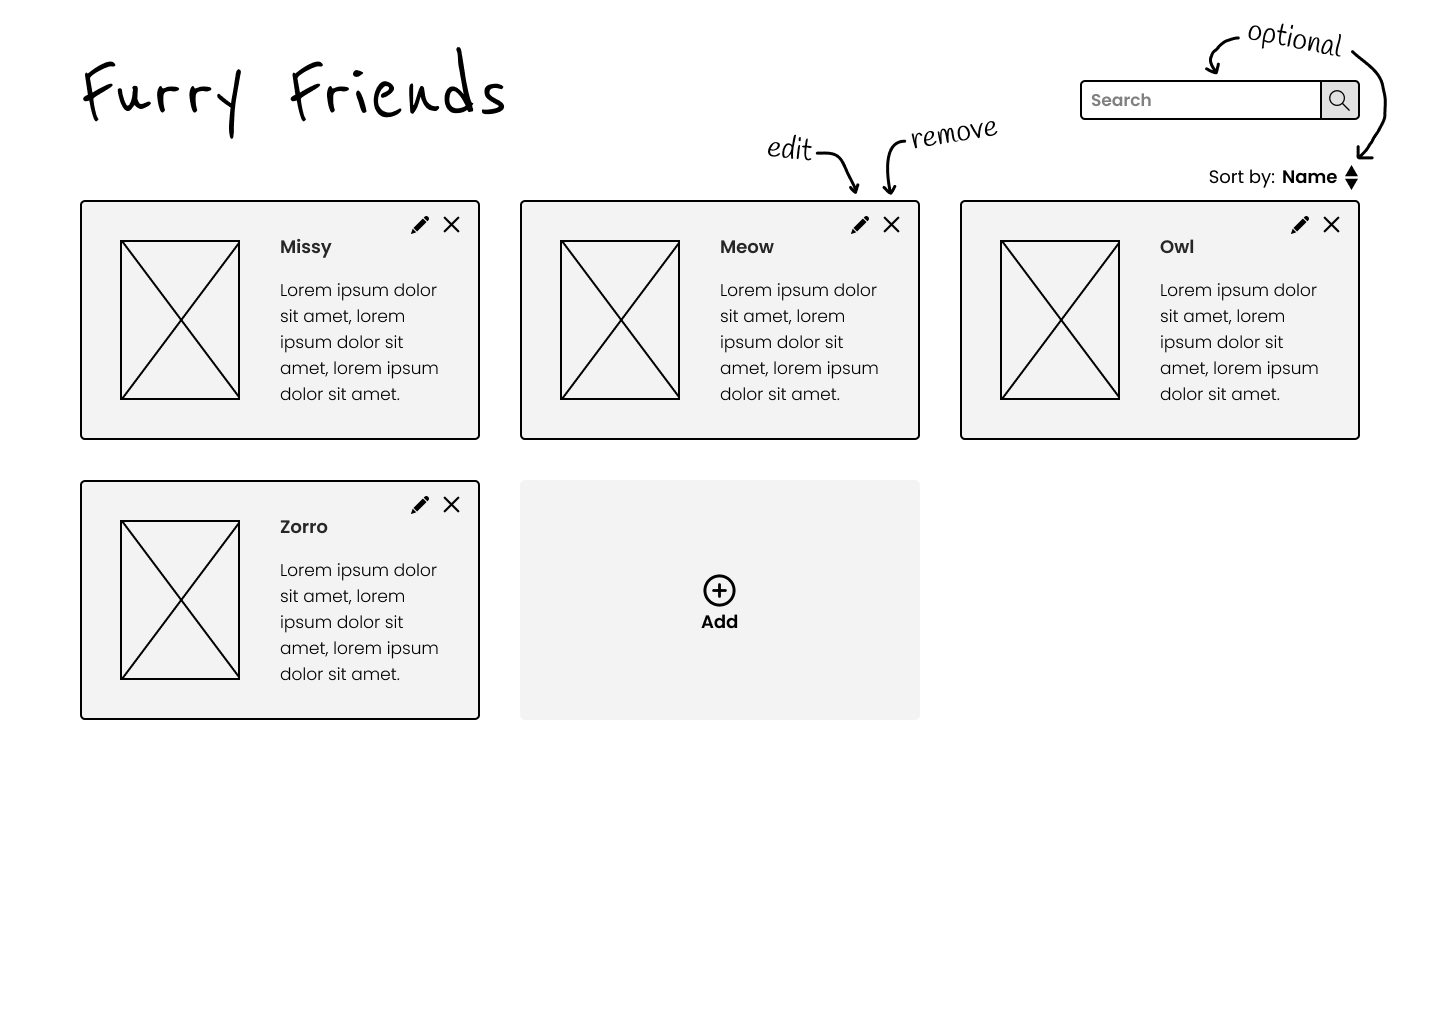 Furry Friends
optional
Search
edit
remove
Sort by: Name
Missy
Lorem ipsum dolor
sit amet, lorem
ipsum dolor sit
amet, lorem ipsum
dolor sit amet.
Meow
Lorem ipsum dolor
sit amet, lorem
ipsum dolor sit
amet, lorem ipsum
dolor sit amet.
Owl
Lorem ipsum dolor
sit amet, lorem
ipsum dolor sit
amet, lorem ipsum
dolor sit amet.
Zorro
Lorem ipsum dolor
sit amet, lorem
ipsum dolor sit
amet, lorem ipsum
dolor sit amet.
Add